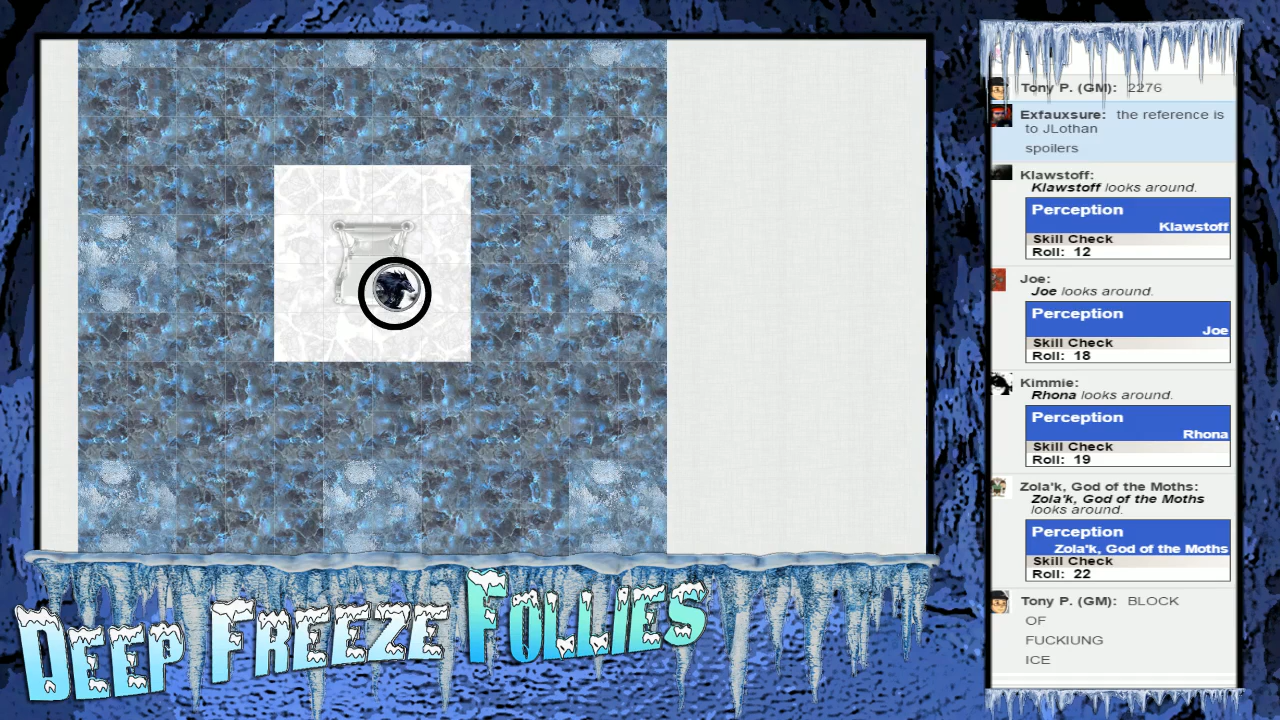 Tony P. (GM): 2276
Exfauxsure: the reference is
to JLothan
spoilers
Klawstoff:
Klawstoff looks around.
Perception
Klawstoff
Skill Check
Roll: 12
Joe:
Joe looks around.
Perception
Joe
Skill Check
Roll: 18
Kimmie:
Rhona looks around.
Perception
Rhona
Skill Check
Roll: 19
Zola'k, God of the Moths:
Zola'k, God of the Moths
looks around.
Perception
Zola'k, God of the Moths
Skill Check
Roll: 22
Tony P. (GM): BLOCK
OF
FUCKIUNG
ICE
DEEP FREEZE FOLLIES